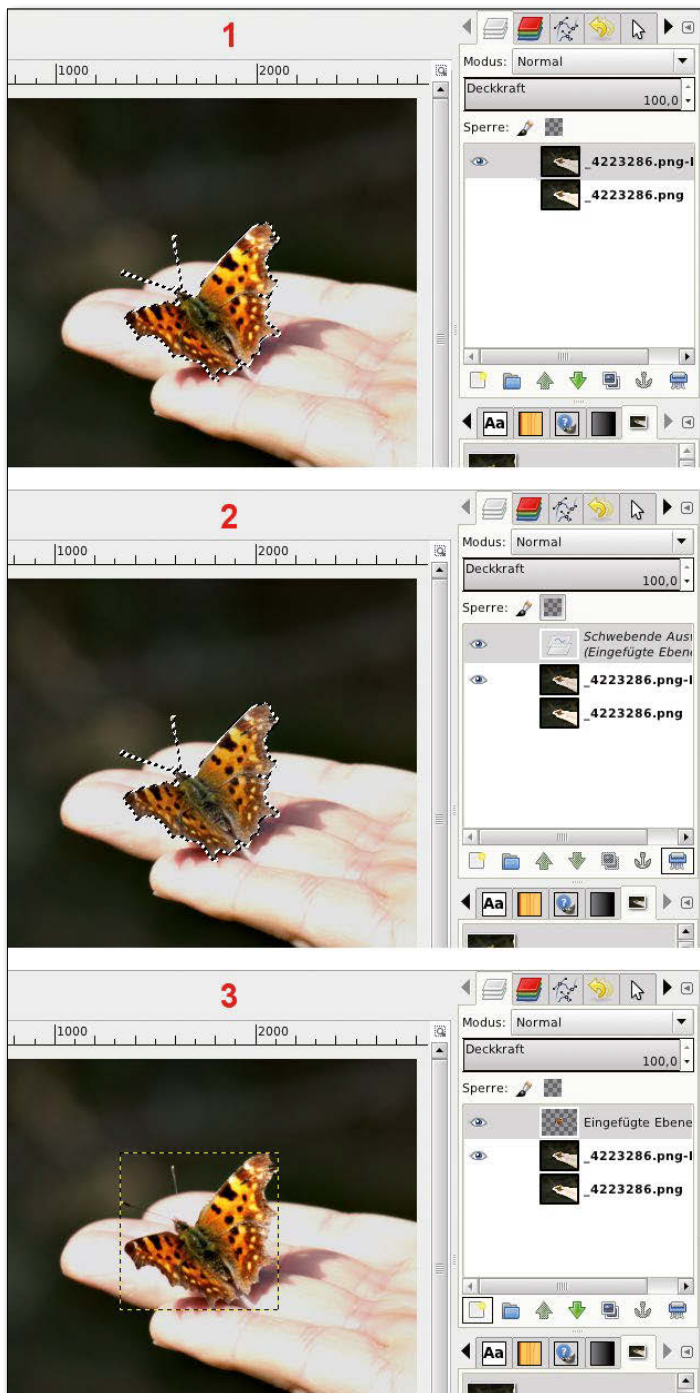 1
1000 2000
Modus: Normal
Deckkraft
100,0
Sperre:
_4223286.png-
_4223286.png
Aa
2
1000 2000
Modus: Normal
Deckkraft
100,0
Sperre:
Schwebende
(Eingefügte
_4223286.png-
_4223286.png
Aa
3
1000 2000
Modus: Normal
Deckkraft
100,0
Sperre:
Eingefügte Ebene
_4223286.png-
_4223286.png
Aa